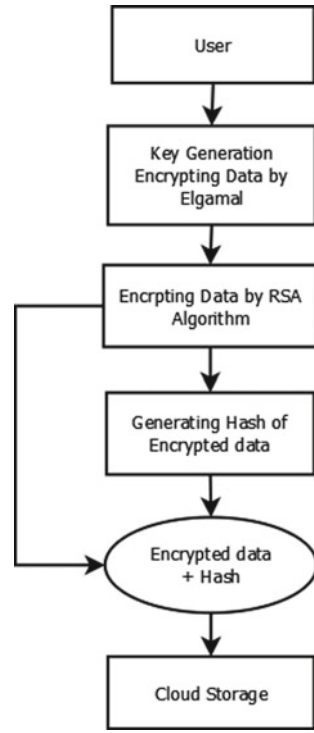 User
Key Generation
Encrypting Data by
Elgamal
Encrpting Data by RSA
Algorithm
Generating Hash of
Encrypted data
Encrypted data
+ Hash
Cloud Storage